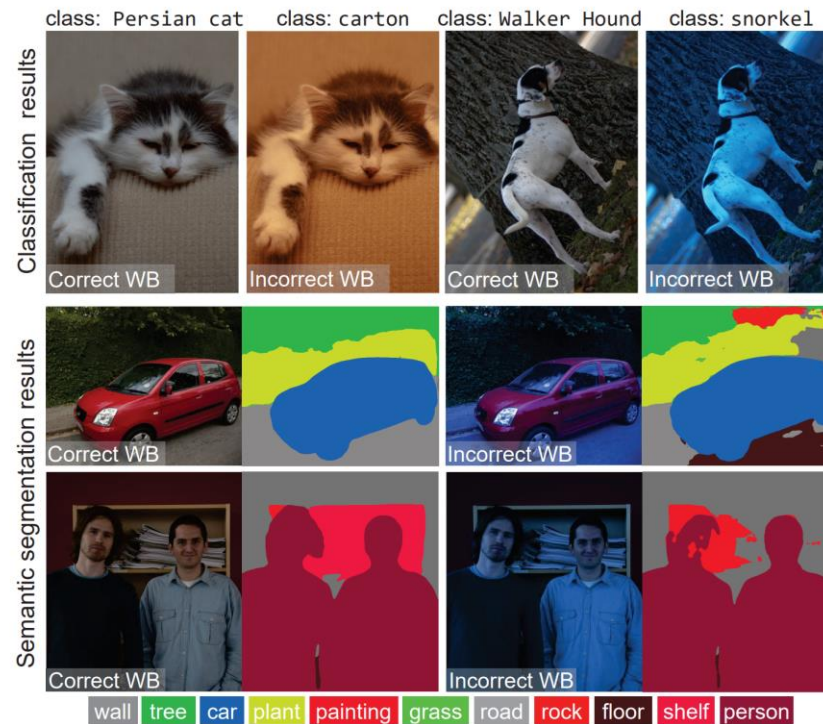 class: Persian cat
class: carton
class: Walker Hound
class: snorkel
Classification results
Correct WB
Incorrect WB
Correct WB
Incorrect WB
Semantic segmentation results
Correct WB
Incorrect WB
Correct WB
Incorrect WB
wall tree car plant painting grass road rock floor shelf person